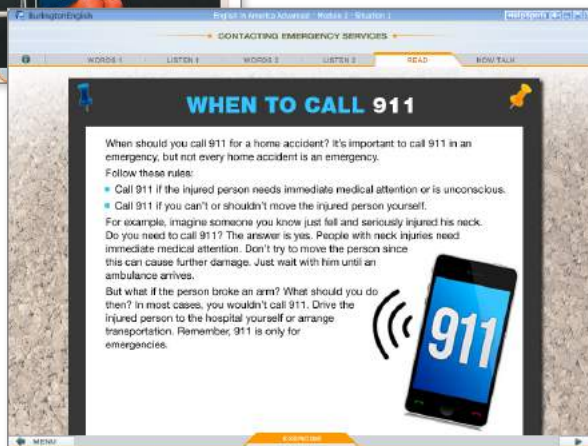 BurlingtonEnglish
English in America Advanced - Module 2 - Situation 1
CONTACTING EMERGENCY SERVICES
WORDS 1 LISTEN 1 WORDS 2 LISTEN 2 READ NOW TALK
WHEN TO CALL 911
When should you call 911 for a home accident? It's important to call 911 in an
emergency, but not every home accident is an emergency.
Follow these rules:
Call 911 if the injured person needs immediate medical attention or is unconscious.
Call 911 if you can't or shouldn't move the injured person yourself.
For example, imagine someone you know just fell and seriously injured his neck.
Do you need to call 911? The answer is yes. People with neck injuries need
immediate medical attention. Don't try to move the person since
this can cause further damage. Just wait with him until an
ambulance arrives.
But what if the person broke an arm? What should you do
then? In most cases, you wouldn't call 911. Drive the
injured person to the hospital yourself or arrange
transportation. Remember, 911 is only for
emergencies.
911
MENU